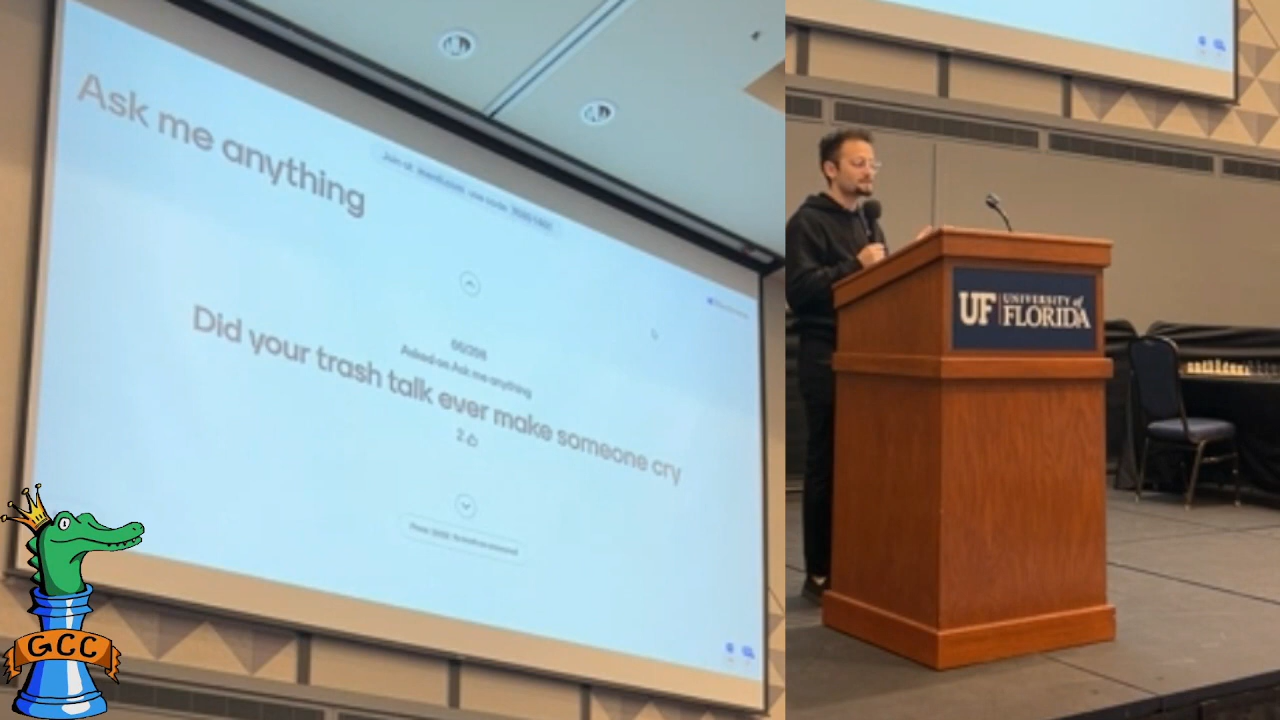 Ask me anything
Did your trash talk ever make someone cry
Asked on Ask me anything
2
UF UNIVERSITY of
FLORIDA
GCC